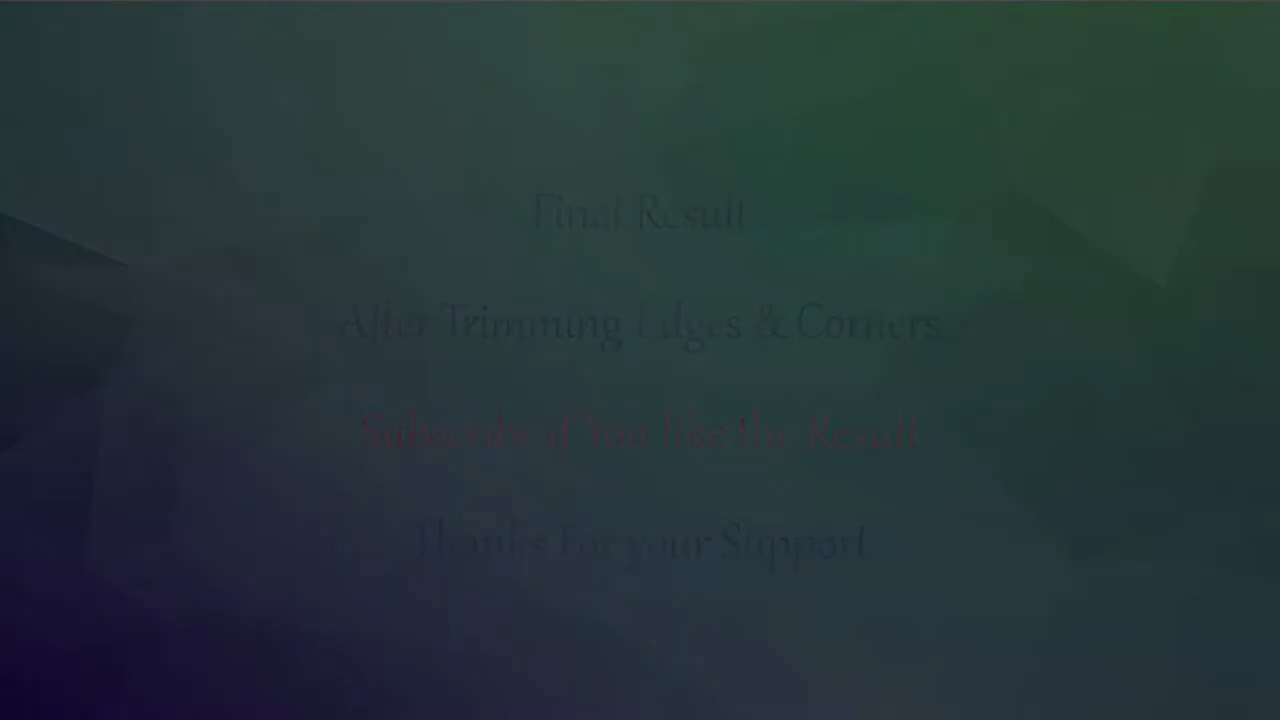 Final Result
After Trimming Edges & Corners
Subscribe if You like the Result
Thanks For your Support